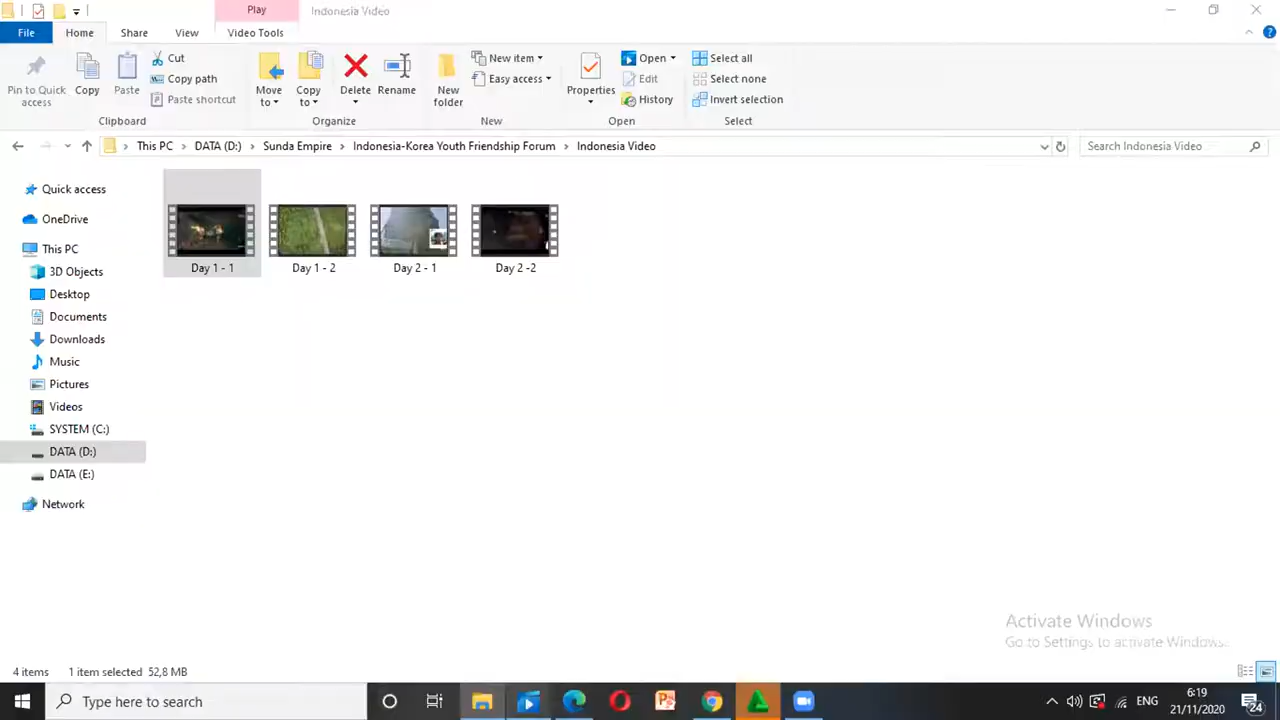 Play
Indonesia Video
File
Home
Share
View
Video Tools
Pin to Quick access
Copy
Paste
Cut
Copy path
Paste shortcut
Clipboard
Move to
Copy to
Delete
Rename
Organize
New folder
New item
Easy access
New
Properties
Open
Edit
History
Open
Select all
Select none
Invert selection
Select
This PC > DATA (D:) > Sunda Empire > Indonesia-Korea Youth Friendship Forum > Indonesia Video
Search Indonesia Video
Quick access
OneDrive
This PC
3D Objects
Desktop
Documents
Downloads
Music
Pictures
Videos
SYSTEM (C:)
DATA (D:)
DATA (E:)
Network
Day 1 - 1
Day 1 - 2
Day 2 - 1
Day 2 -2
Activate Windows
Go to Settings to activate Windows.
4 items
1 item selected 52,8 MB
Type here to search
ENG
6:19
21/11/2020
24